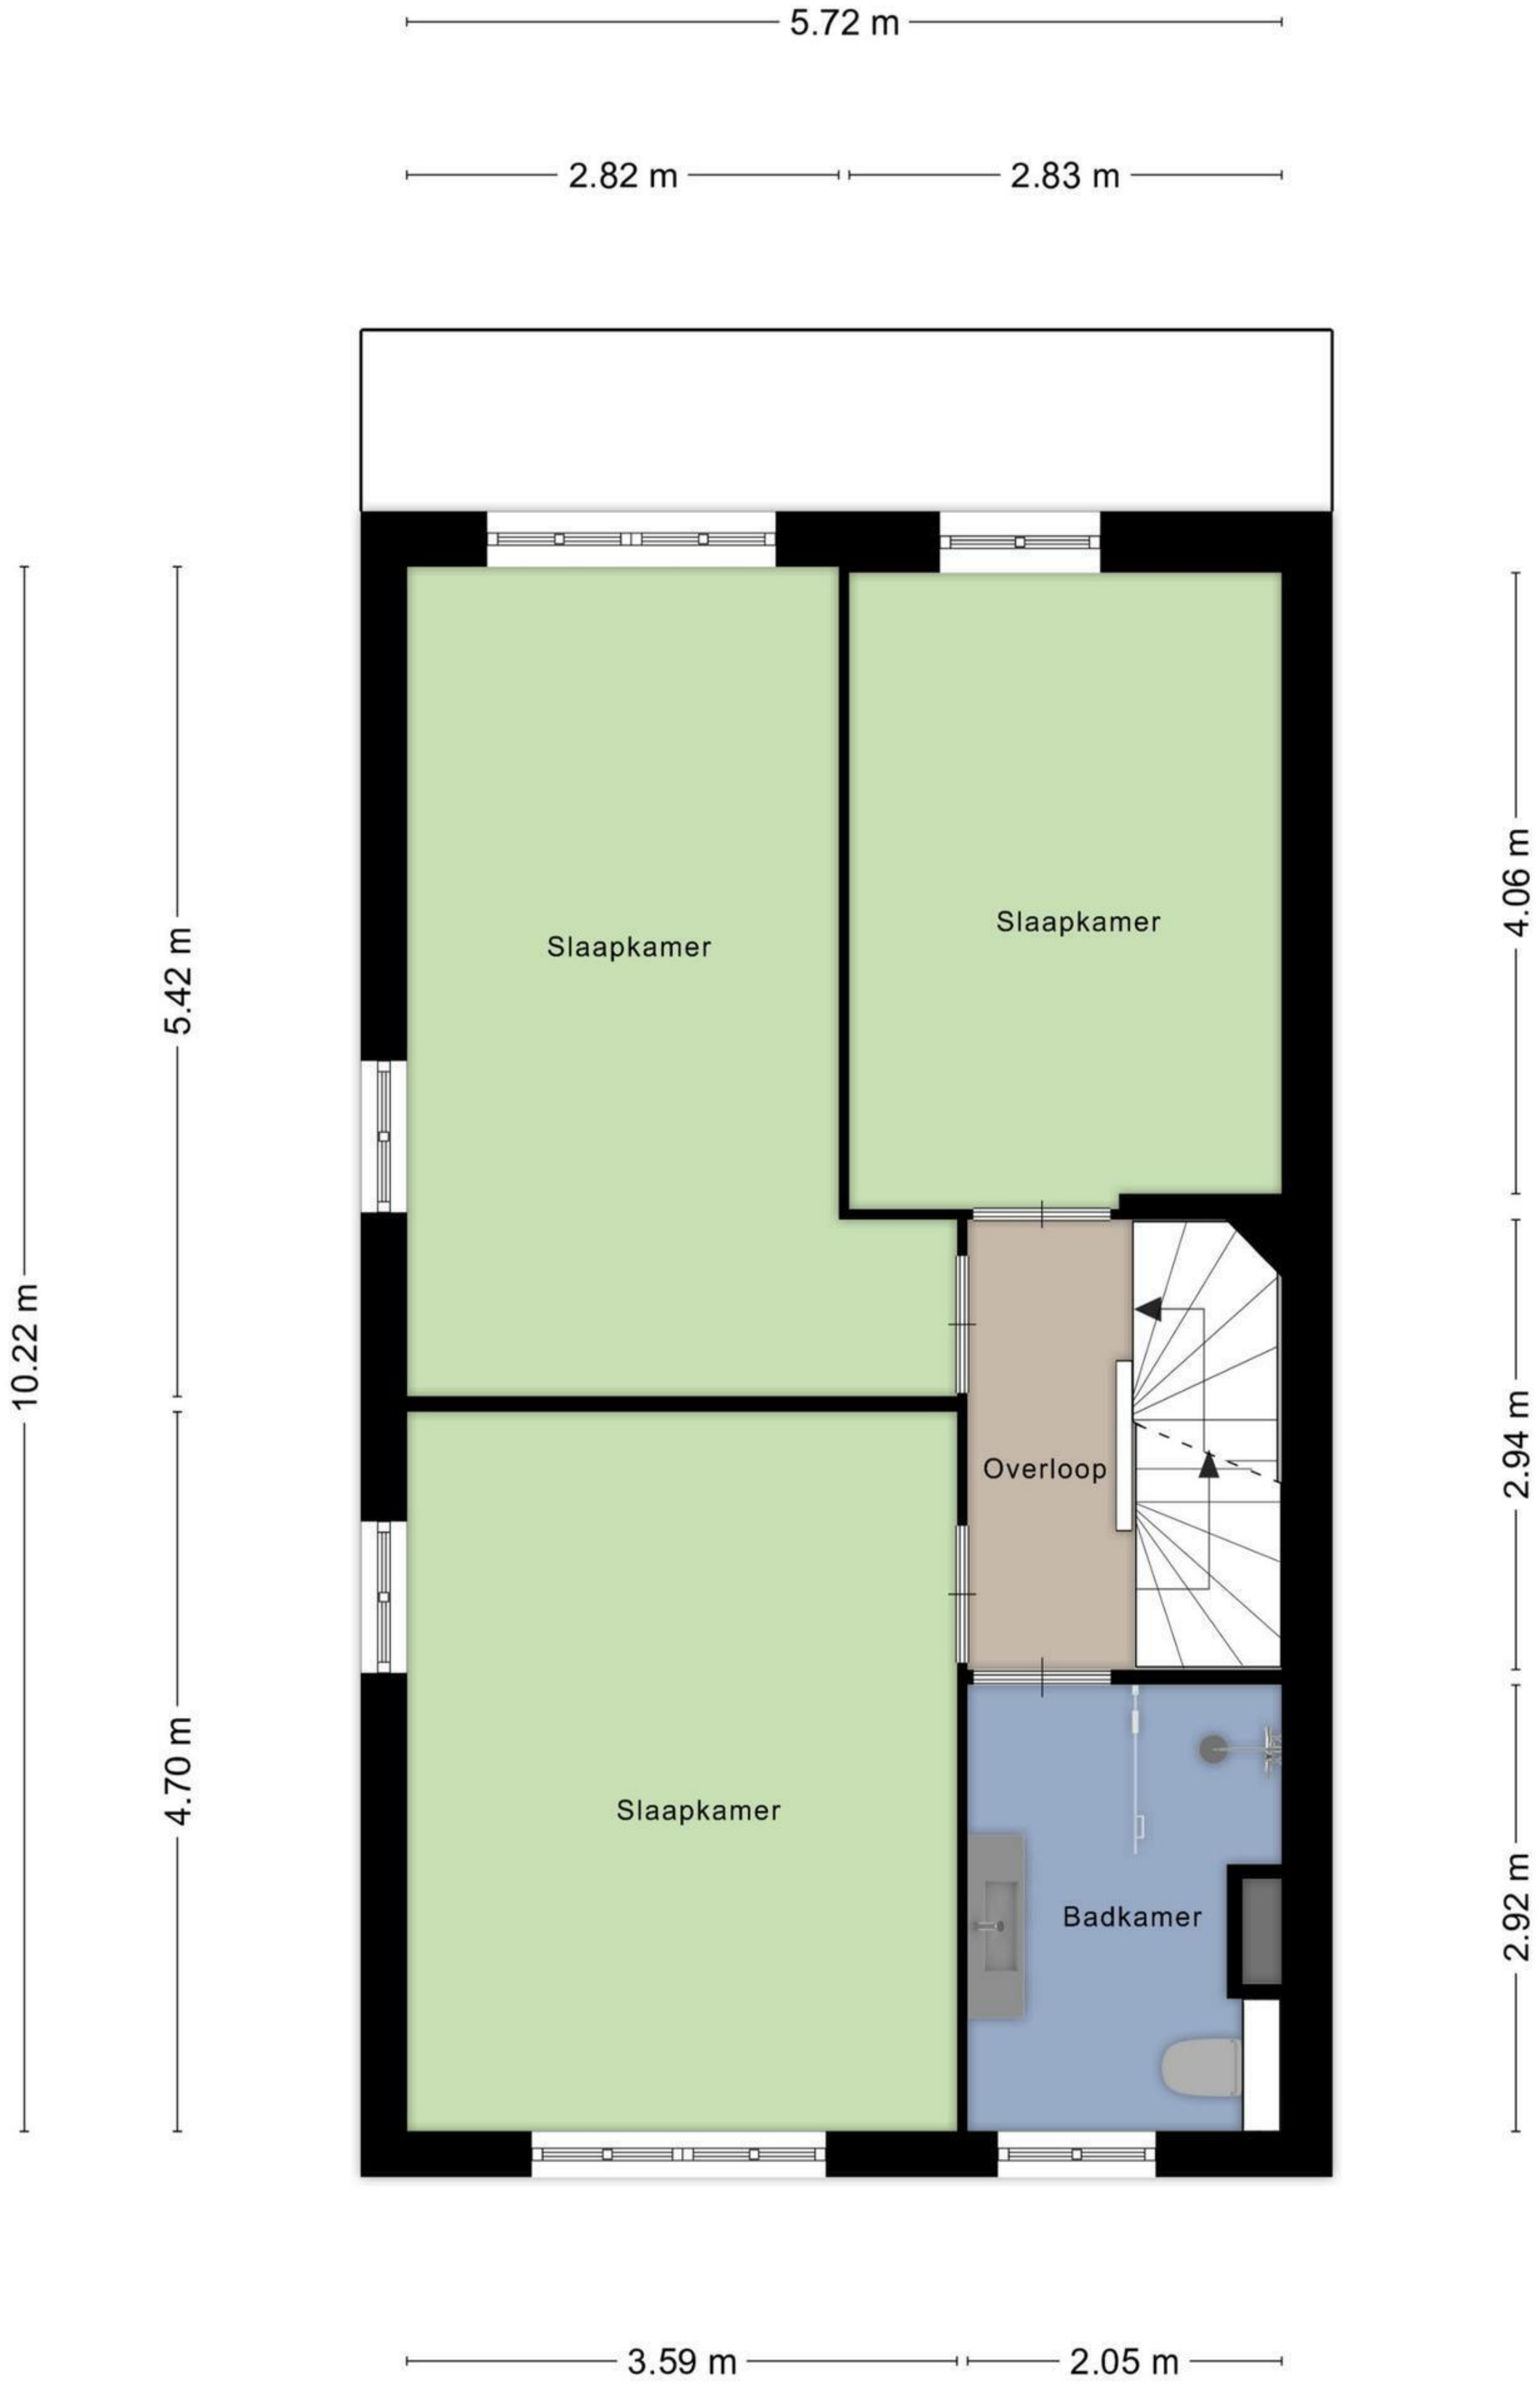 5.72 m
2.82 m
2.83 m
4.06 m
Slaapkamer
Slaapkamer
5.42 m
10.22 m
2.94 m
Overloop
4.70 m
Slaapkamer
Badkamer
2.92 m
3.59 m
2.05 m